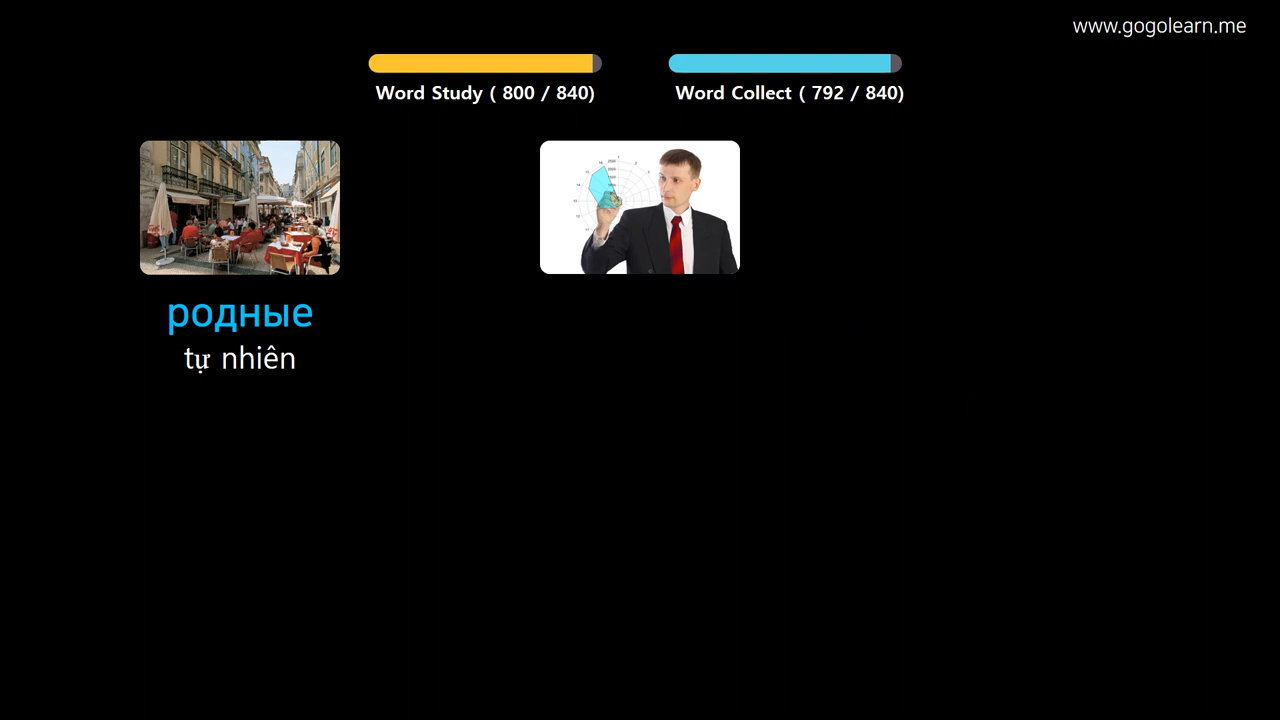 www.gogolearn.me
Word Study ( 800 / 840)
Word Collect ( 792 / 840)
родные
tự nhiên